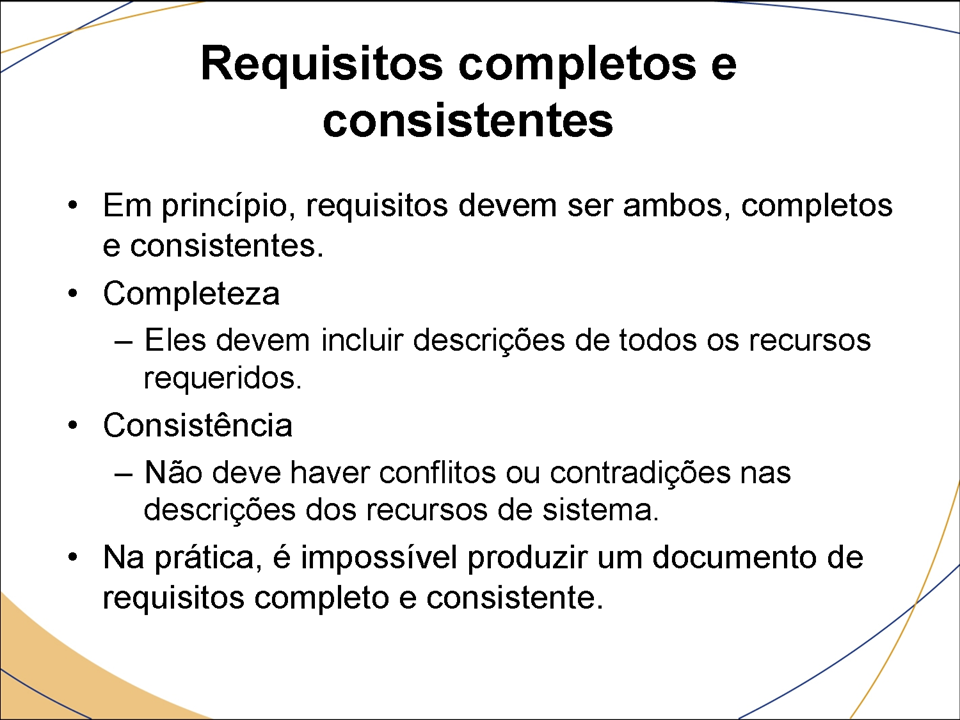 Requisitos completos e
consistentes
• Em princípio, requisitos devem ser ambos, completos
e consistentes.
• Completeza
– Eles devem incluir descrições de todos os recursos
requeridos.
• Consistência
– Não deve haver conflitos ou contradições nas
descrições dos recursos de sistema.
• Na prática, é impossível produzir um documento de
requisitos completo e consistente.